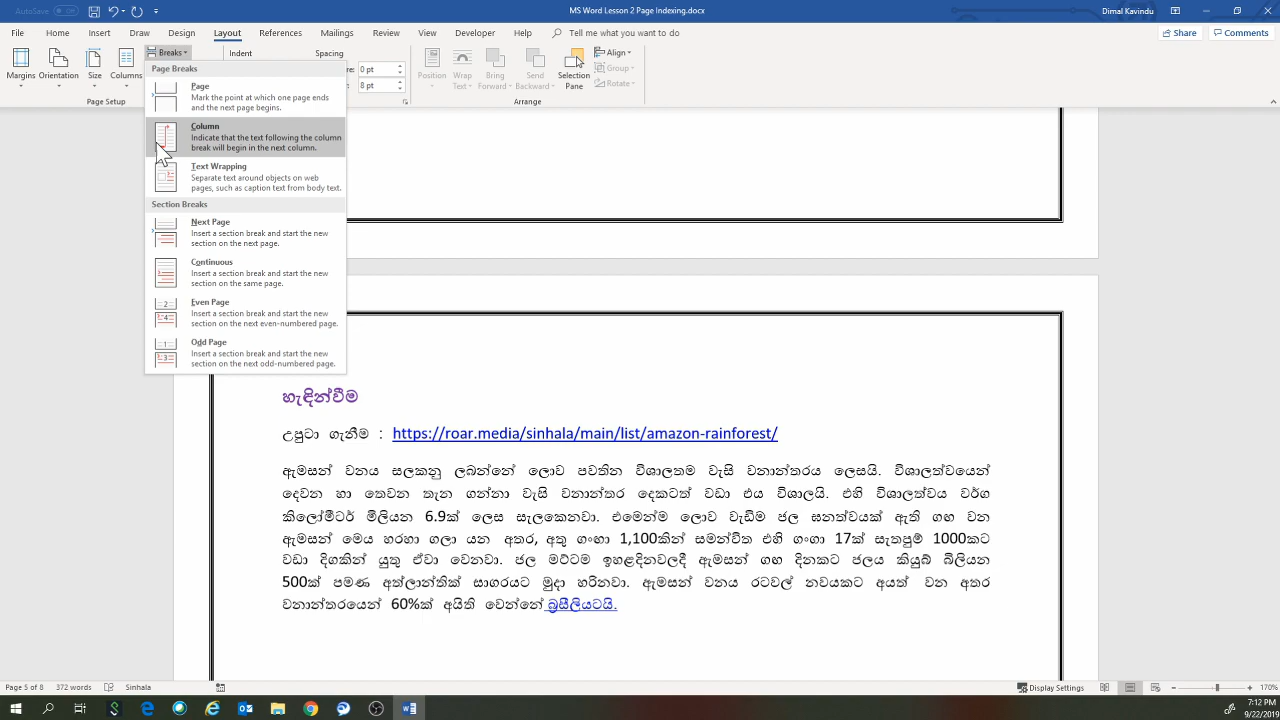 AutoSave Off
MS Word Lesson 2 Page Indexing.docx
Dimal Kavindu
File Home Insert Draw Design Layout References Mailings Review View Developer Help Tell me what you want to do
Share Comments
Margins
Orientation
Size
Columns
Breaks
Indent
Spacing
0 pt
8 pt
Position
Wrap Text
Bring Forward
Send Backward
Selection Pane
Align
Group
Rotate
Page Setup
Arrange
Page Breaks
Page
Mark the point at which one page ends
and the next page begins.
Column
Indicate that the text following the column
break will begin in the next column.
Text Wrapping
Separate text around objects on web
pages, such as caption text from body text.
Section Breaks
Next Page
Insert a section break and start the new
section on the next page.
Continuous
Insert a section break and start the new
section on the same page.
Even Page
Insert a section break and start the new
section on the next even-numbered page.
Odd Page
Insert a section break and start the new
section on the next odd-numbered page.
හැඳින්වීම
උපුටා ගැනීම : https://roar.media/sinhala/main/list/amazon-rainforest/
ඇමසන් වනය සලකනු ලබන්නේ ලොව පවතින විශාලතම වැසි වනාන්තරය ලෙසයි. විශාලත්වයෙන්
දෙවන හා තෙවන තැන ගන්නා වැසි වනාන්තර දෙකටත් වඩා එය විශාලයි. එහි විශාලත්වය වර්ග
කිලෝමීටර් මිලියන 6.9ක් ලෙස සැලකෙනවා. එමෙන්ම ලොව වැඩිම ජල ඝනත්වයක් ඇති ගඟ වන
ඇමසන් මෙය හරහා ගලා යන අතර, අතු ගංඟා 1,100කින් සමන්විත එහි ගංගා 17ක් සැතපුම් 1000කට
වඩා දිගකින් යුතු ඒවා වෙනවා. ජල මට්ටම ඉහළදිනවලදී ඇමසන් ගඟ දිනකට ජලය කියුබ් බිලියන
500ක් පමණ අත්ලාන්තික් සාගරයට මුදා හරිනවා. ඇමසන් වනය රටවල් නවයකට අයත් වන අතර
වනාන්තරයෙන් 60%ක් අයිති වෙන්නේ බ්‍රසීලියටයි.
Page 5 of 8 372 words Sinhala
Display Settings
170%
7:12 PM
9/22/2019